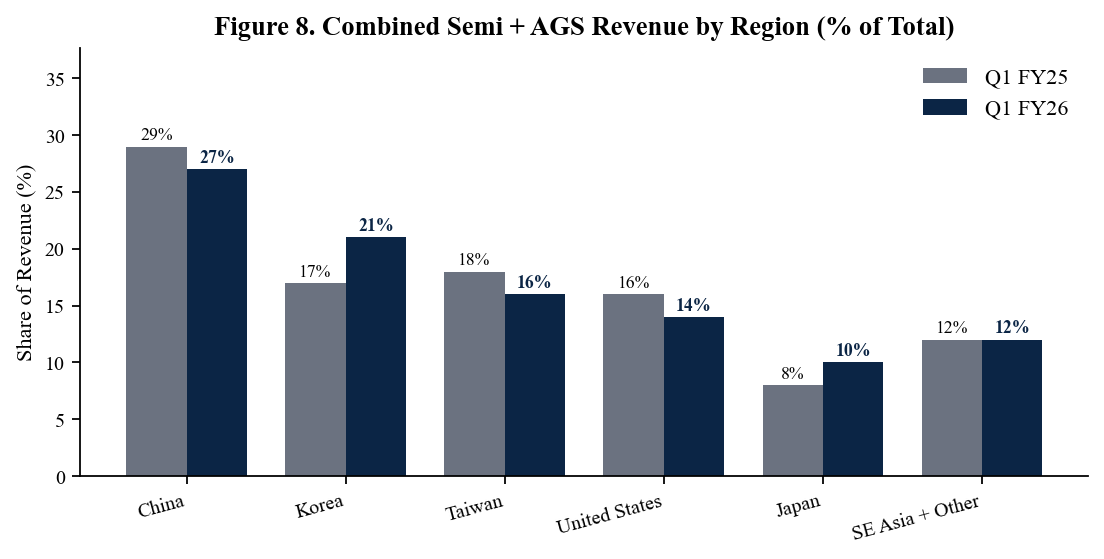 Figure 8. Combined Semi + AGS Revenue by Region (% of Total)
Q1 FY25
Q1 FY26
Share of Revenue (%)
35
30
25
20
15
10
5
0
29%
27%
17%
21%
18%
16%
16%
14%
8%
10%
12%
12%
China
Korea
Taiwan
United States
Japan
SE Asia + Other